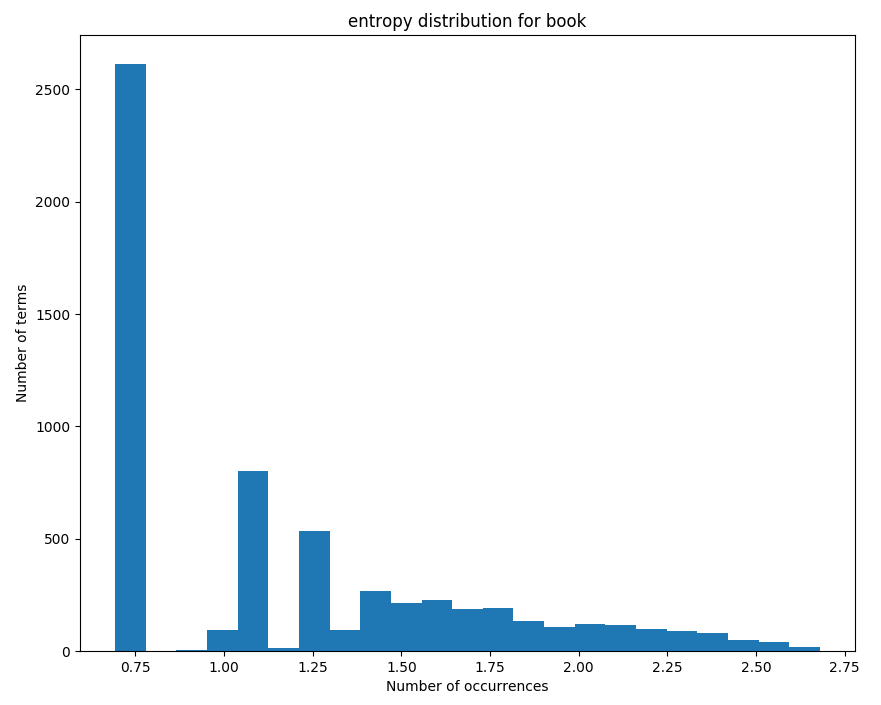 entropy distribution for book
Number of terms
2500
2000
1500
1000
500
0
0.75 1.00 1.25 1.50 1.75 2.00 2.25 2.50 2.75
Number of occurrences